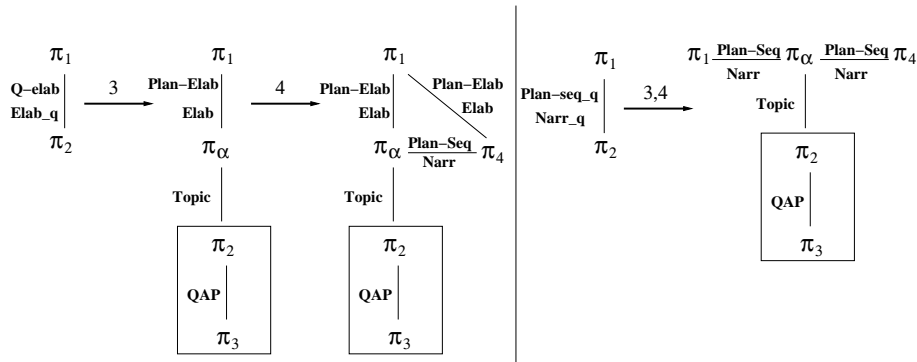 π1
Q−elab
Elab_q
π2
3
π1
Plan−Elab
Elab
πα
Topic
π2
QAP
π3
4
π1
Plan−Elab
Elab
Plan−Elab
Elab
πα Plan−Seq π4
Narr
Topic
π2
QAP
π3
π1
Plan−seq_q
Narr_q
π2
3,4
π1 Plan−Seq πα Plan−Seq π4
Narr Narr
Topic
π2
QAP
π3